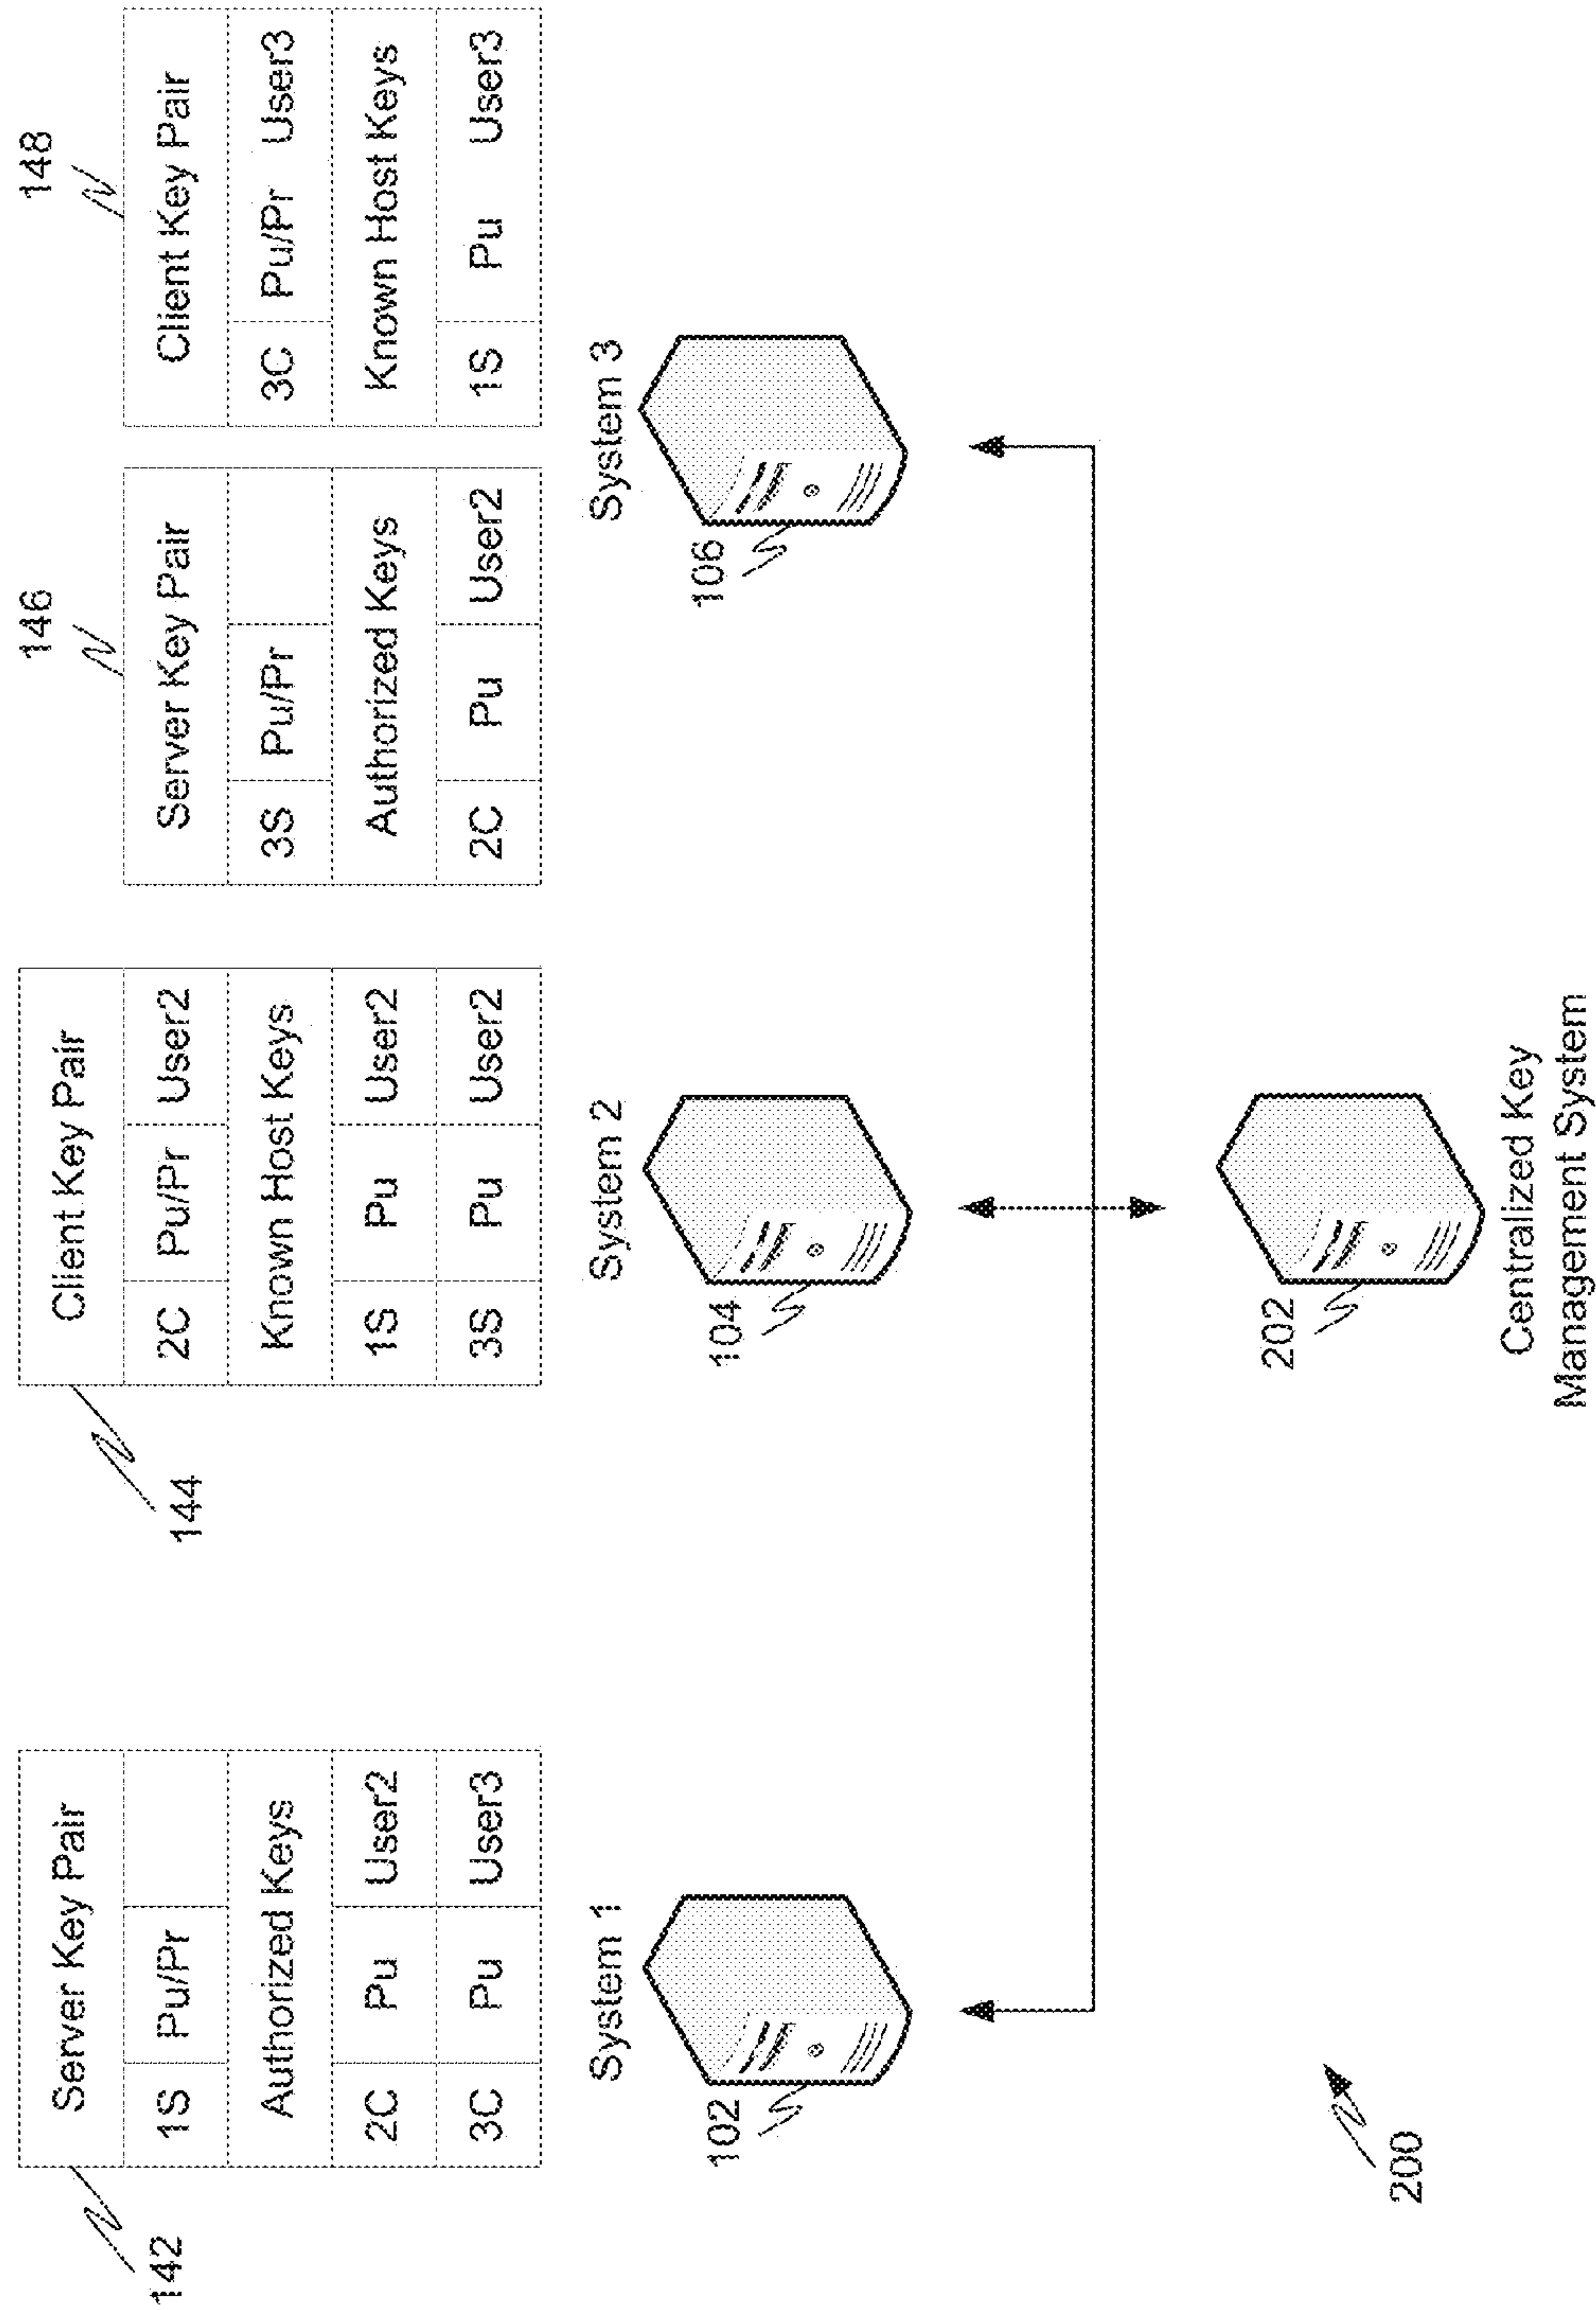 142
Server Key Pair
1S Pu/Pr
Authorized Keys
2C Pu User2
3C Pu User3
144
Client Key Pair
2C Pu/Pr User2
Known Host Keys
1S Pu User2
3S Pu User2
146
Server Key Pair
3S Pu/Pr
Authorized Keys
2C Pu User2
148
Client Key Pair
3C Pu/Pr User3
Known Host Keys
1S Pu User3
System 1
102
System 2
104
System 3
106
202
Centralized Key
Management System
200